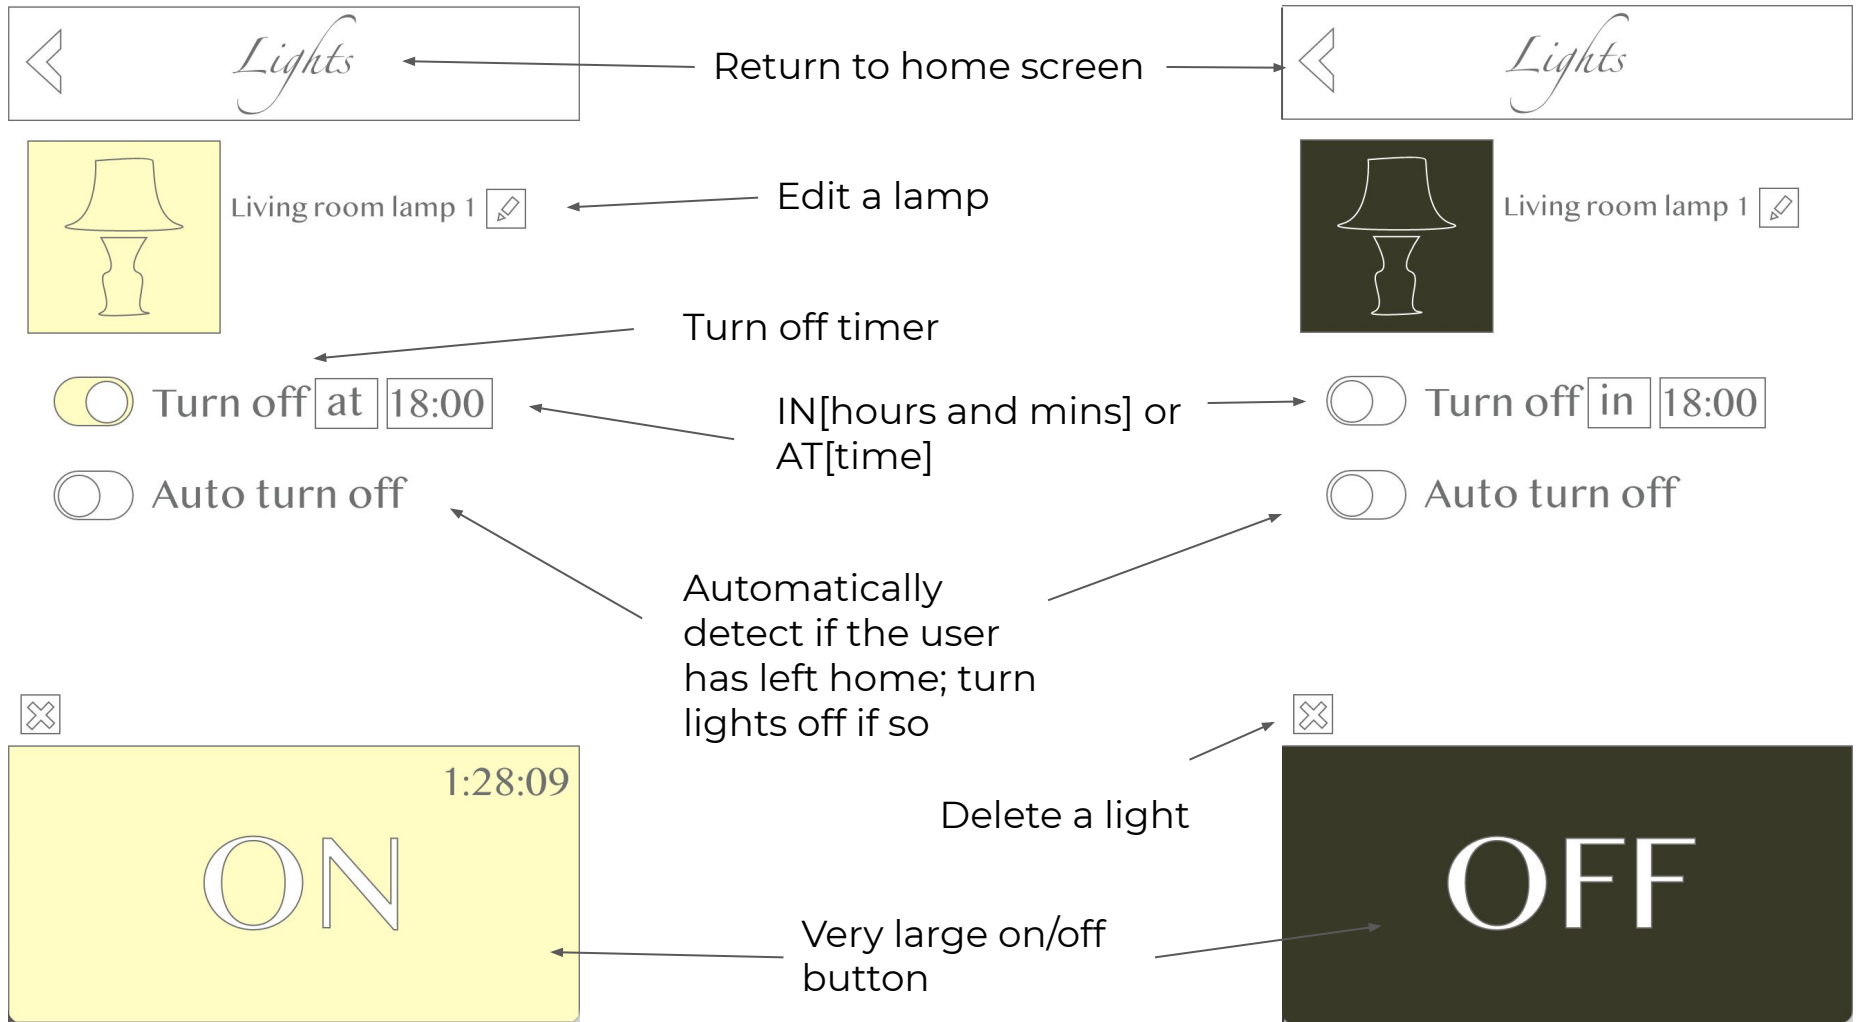 Lights
Return to home screen
Lights
Living room lamp 1
Edit a lamp
Living room lamp 1
Turn off timer
Turn off at 18:00
IN[hours and mins] or
AT[time]
Turn off in 18:00
Auto turn off
Auto turn off
Automatically
detect if the user
has left home; turn
lights off if so
1:28:09
ON
Delete a light
OFF
Very large on/off
button